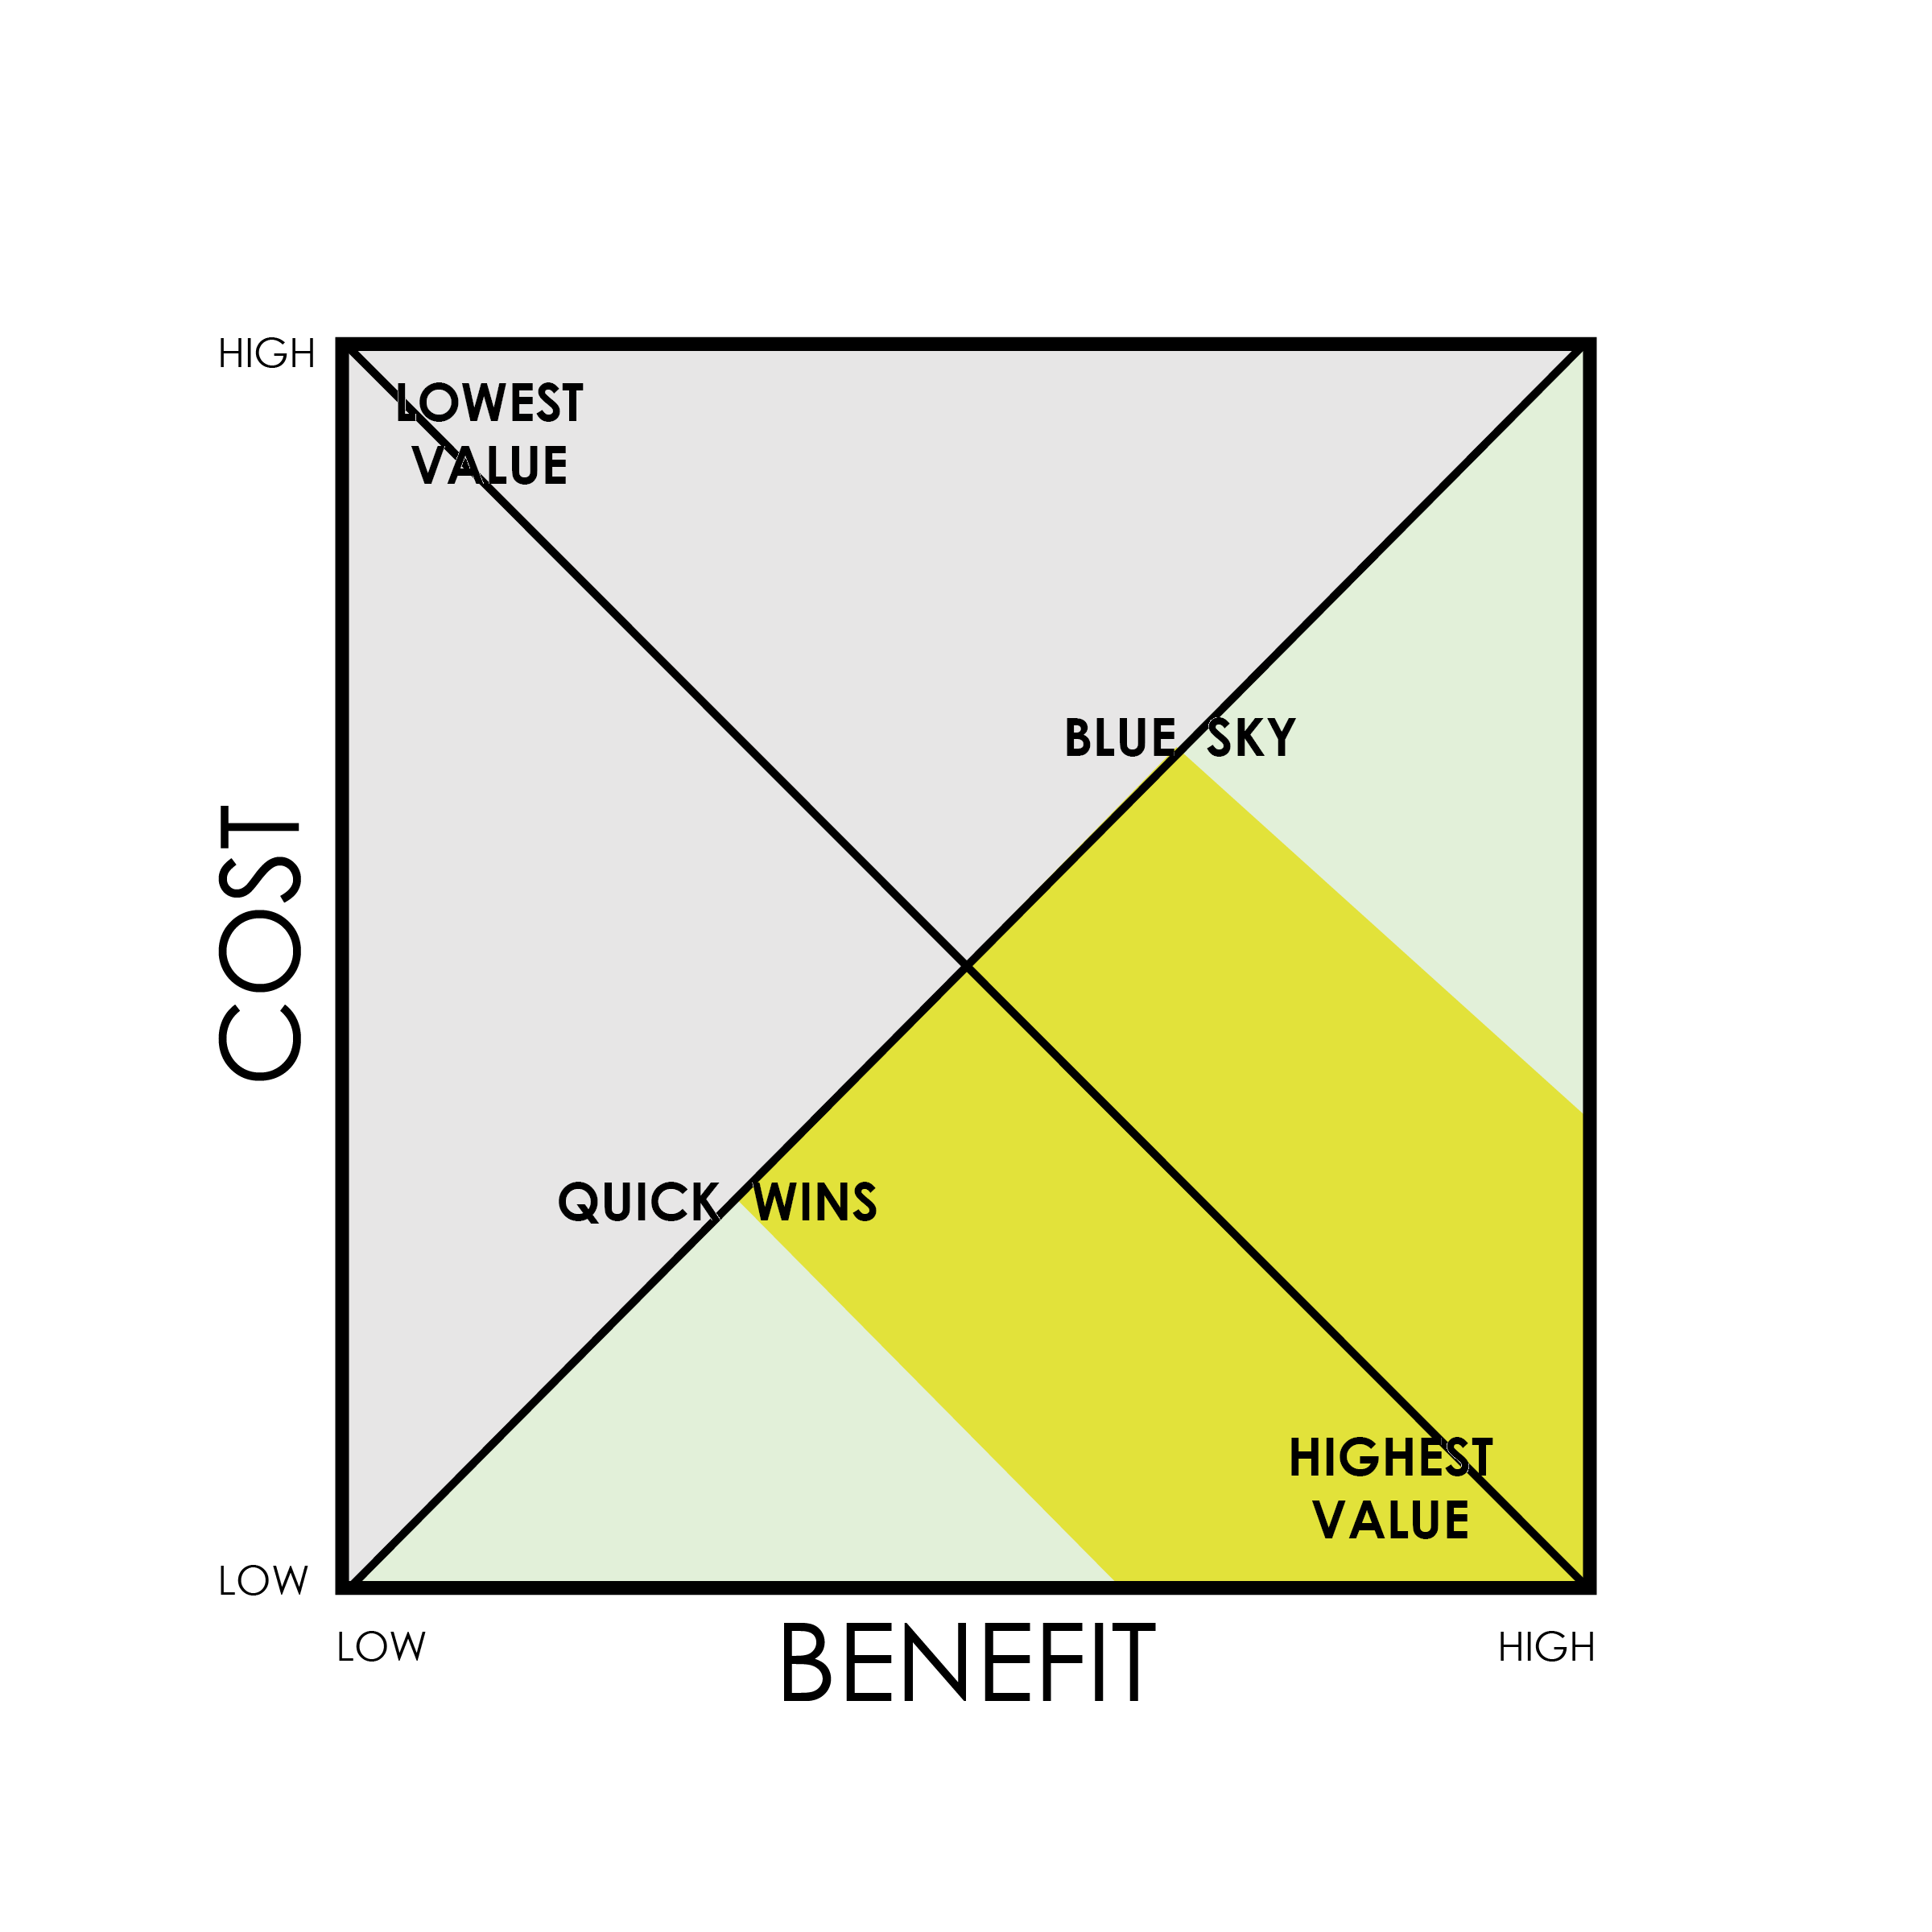 HIGH
LOWEST
VALUE
BLUE SKY
COST
QUICK WINS
HIGHEST
VALUE
LOW
LOW
BENEFIT
HIGH